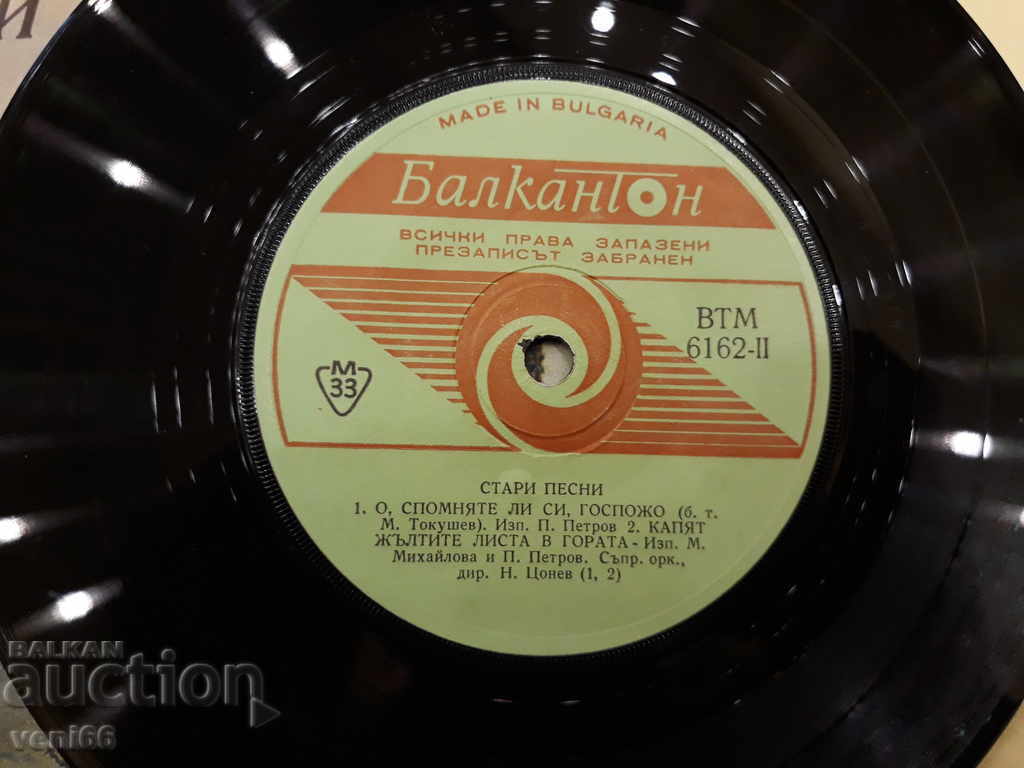 И
MADE IN BULGARIA
Балкантон
ВСИЧКИ ПРАВА ЗАПАЗЕНИ
ПРЕЗАПИСЪТ ЗАБРАНЕН
ВТМ
6162-II
М
33
СТАРИ ПЕСНИ
1. О, СПОМНЯТЕ ЛИ СИ, ГОСПОЖО (б. т.
М. Токушев). Изп. П. Петров 2. КАПЯТ
ЖЪЛТИТЕ ЛИСТА В ГОРАТА - Изп. М.
Михайлова и П. Петров. Съпр. орк.,
дир. Н. Цонев (1, 2)
BALKAN
auction
veni66